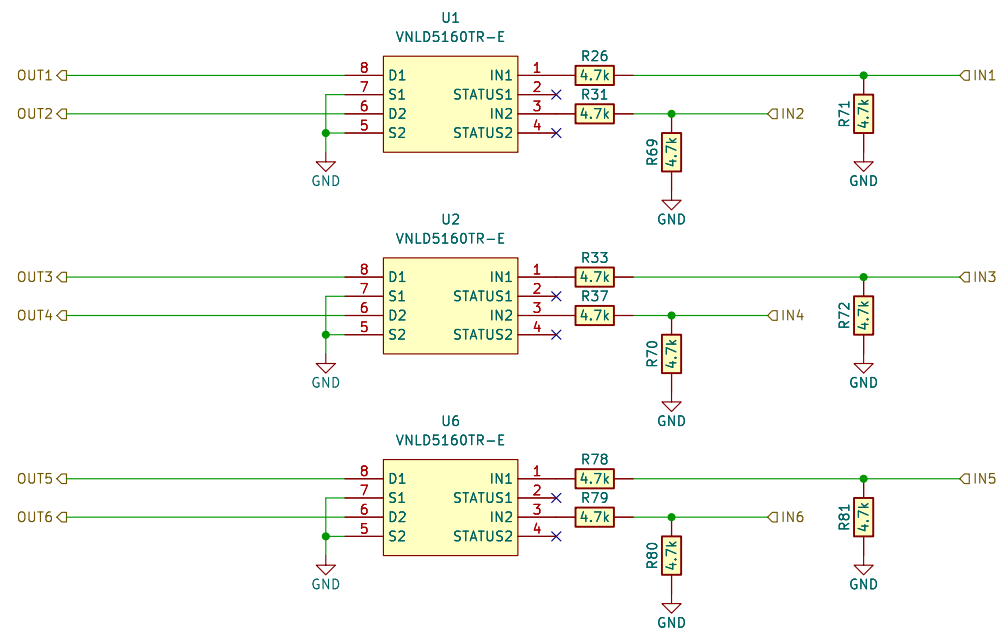 U1
VNLD5160TR-E
OUT1 8 D1 IN1 1 R26 4.7k IN1
7 S1 STATUS1 2 R31
OUT2 6 D2 IN2 3 4.7k IN2 R71 4.7k
5 S2 STATUS2 4
R69 4.7k
GND GND
GND
U2
VNLD5160TR-E
OUT3 8 D1 IN1 1 R33 4.7k IN3
7 S1 STATUS1 2 R37
OUT4 6 D2 IN2 3 4.7k IN4 R72 4.7k
5 S2 STATUS2 4
R70 4.7k
GND GND
GND
U6
VNLD5160TR-E
OUT5 8 D1 IN1 1 R78 4.7k IN5
7 S1 STATUS1 2 R79
OUT6 6 D2 IN2 3 4.7k IN6 R81 4.7k
5 S2 STATUS2 4
R80 4.7k
GND GND
GND